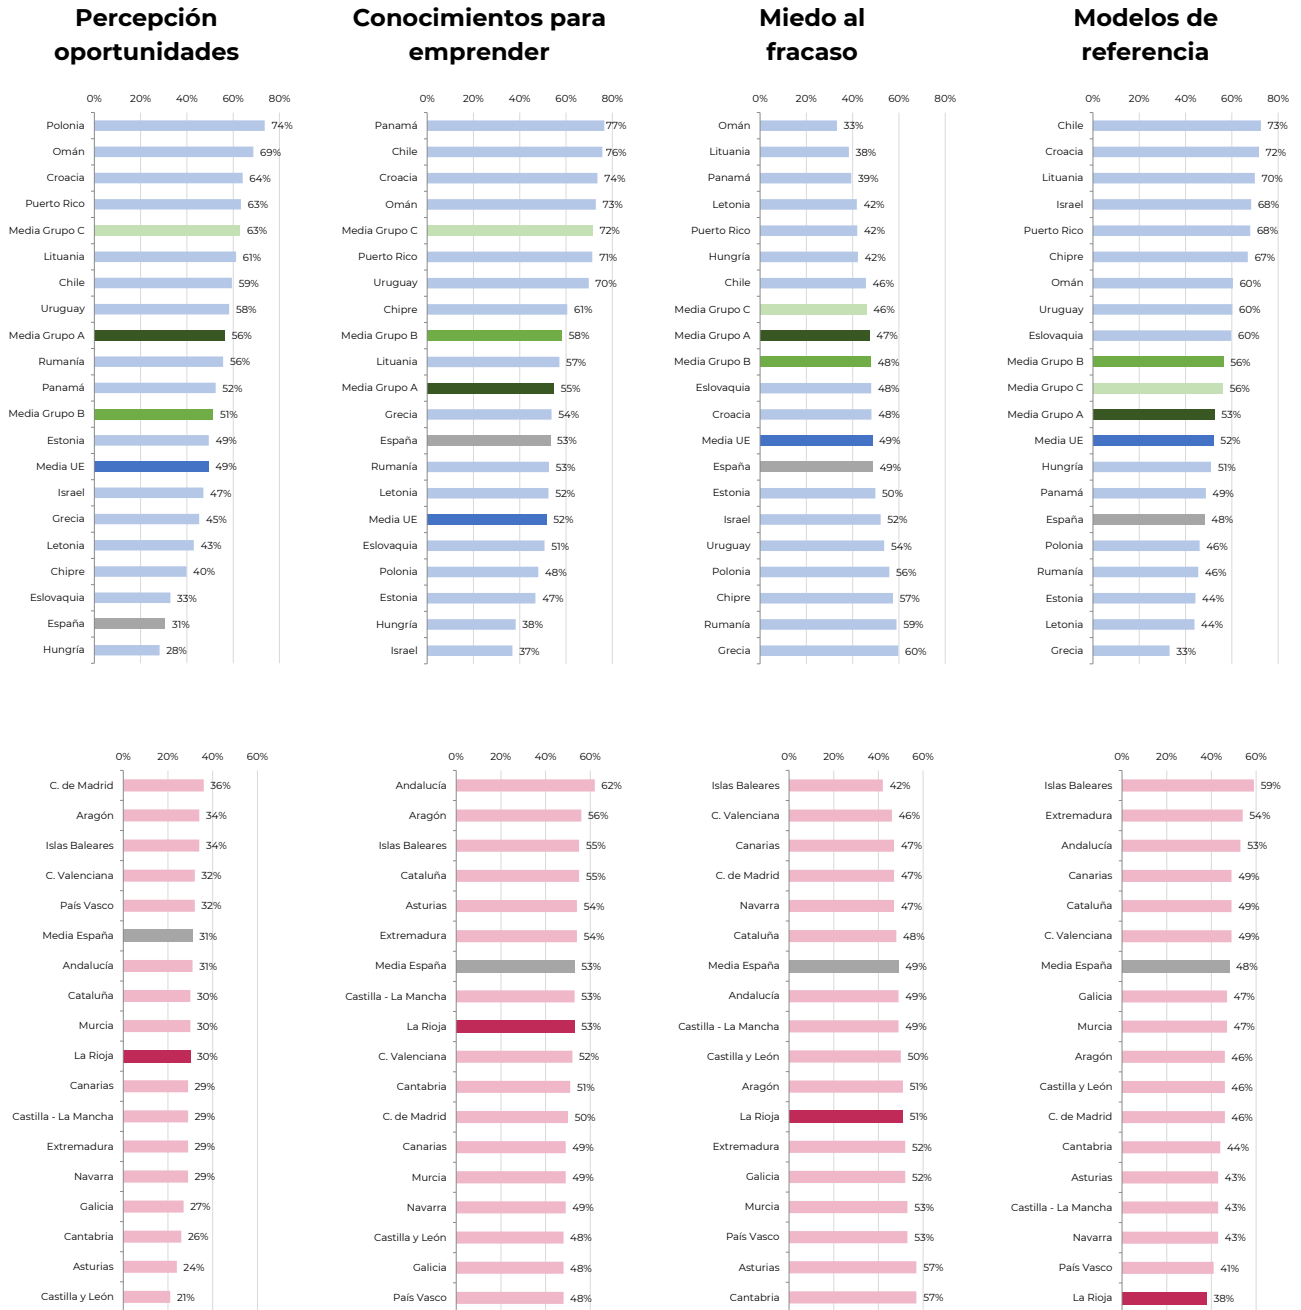 Percepción
oportunidades
0% 20% 40% 60% 80%
Polonia 74%
Omán 69%
Croacia 64%
Puerto Rico 63%
Media Grupo C 63%
Lituania 61%
Chile 59%
Uruguay 58%
Media Grupo A 56%
Rumanía 56%
Panamá 52%
Media Grupo B 51%
Estonia 49%
Media UE 49%
Israel 47%
Grecia 45%
Letonia 43%
Chipre 40%
Eslovaquia 33%
España 31%
Hungría 28%
Conocimientos para
emprender
0% 20% 40% 60% 80%
Panamá 77%
Chile 76%
Croacia 74%
Omán 73%
Media Grupo C 72%
Puerto Rico 71%
Uruguay 70%
Chipre 61%
Media Grupo B 58%
Lituania 57%
Media Grupo A 55%
Grecia 54%
España 53%
Rumanía 53%
Letonia 52%
Media UE 52%
Eslovaquia 51%
Polonia 48%
Estonia 47%
Hungría 38%
Israel 37%
Miedo al
fracaso
0% 20% 40% 60% 80%
Omán 33%
Lituania 38%
Panamá 39%
Letonia 42%
Puerto Rico 42%
Hungría 42%
Chile 46%
Media Grupo C 46%
Media Grupo A 47%
Media Grupo B 48%
Eslovaquia 48%
Croacia 48%
Media UE 49%
España 49%
Estonia 50%
Israel 52%
Uruguay 54%
Polonia 56%
Chipre 57%
Rumanía 59%
Grecia 60%
Modelos de
referencia
0% 20% 40% 60% 80%
Chile 73%
Croacia 72%
Lituania 70%
Israel 68%
Puerto Rico 68%
Chipre 67%
Omán 60%
Uruguay 60%
Eslovaquia 60%
Media Grupo B 56%
Media Grupo C 56%
Media Grupo A 53%
Media UE 52%
Hungría 51%
Panamá 49%
España 48%
Polonia 46%
Rumanía 46%
Estonia 44%
Letonia 44%
Grecia 33%
0% 20% 40% 60%
C. de Madrid 36%
Aragón 34%
Islas Baleares 34%
C. Valenciana 32%
País Vasco 32%
Media España 31%
Andalucía 31%
Cataluña 30%
Murcia 30%
La Rioja 30%
Canarias 29%
Castilla - La Mancha 29%
Extremadura 29%
Navarra 29%
Galicia 27%
Cantabria 26%
Asturias 24%
Castilla y León 21%
0% 20% 40% 60%
Andalucía 62%
Aragón 56%
Islas Baleares 55%
Cataluña 55%
Asturias 54%
Extremadura 54%
Media España 53%
Castilla - La Mancha 53%
La Rioja 53%
C. Valenciana 52%
Cantabria 51%
C. de Madrid 50%
Canarias 49%
Murcia 49%
Navarra 49%
Castilla y León 48%
Galicia 48%
País Vasco 48%
0% 20% 40% 60%
Islas Baleares 42%
C. Valenciana 46%
Canarias 47%
C. de Madrid 47%
Navarra 47%
Cataluña 48%
Media España 49%
Andalucía 49%
Castilla - La Mancha 49%
Castilla y León 50%
Aragón 51%
La Rioja 51%
Extremadura 52%
Galicia 52%
Murcia 53%
País Vasco 53%
Asturias 57%
Cantabria 57%
0% 20% 40% 60%
Islas Baleares 59%
Extremadura 54%
Andalucía 53%
Canarias 49%
Cataluña 49%
C. Valenciana 49%
Media España 48%
Galicia 47%
Murcia 47%
Aragón 46%
Castilla y León 46%
C. de Madrid 46%
Cantabria 44%
Asturias 43%
Castilla - La Mancha 43%
Navarra 43%
País Vasco 41%
La Rioja 38%